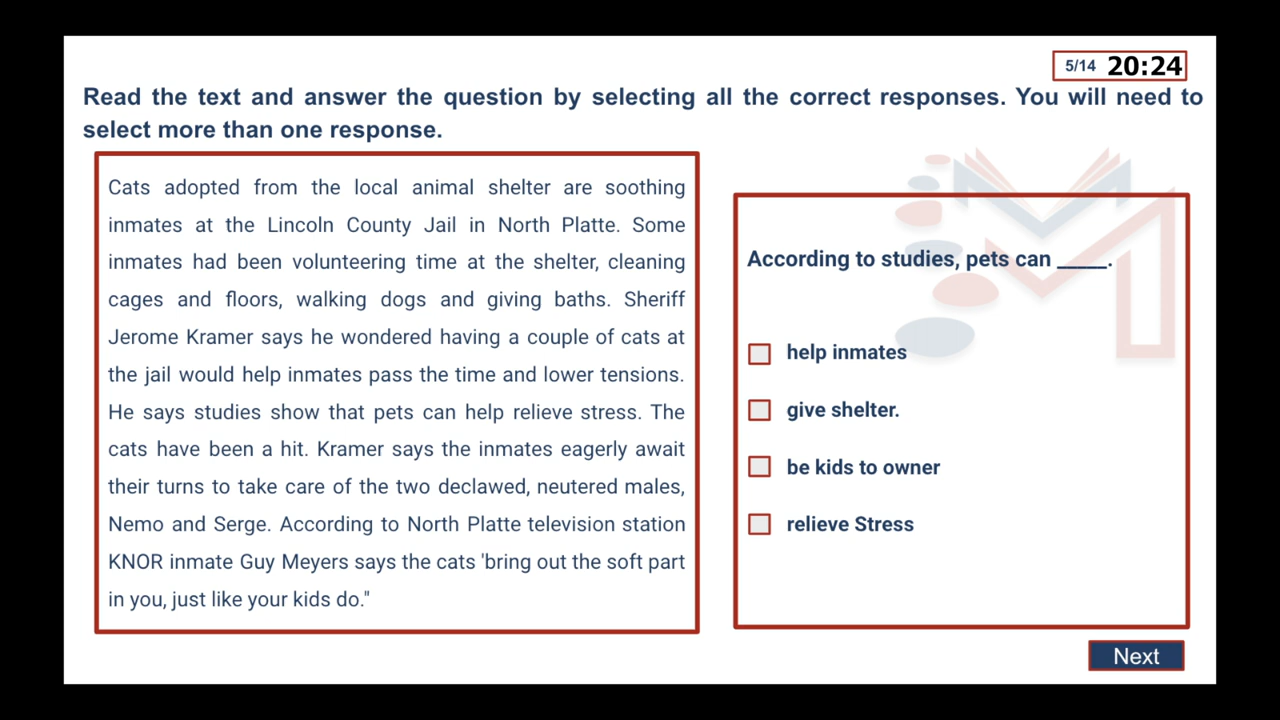 5/14 20:24
Read the text and answer the question by selecting all the correct responses. You will need to
select more than one response.
Cats adopted from the local animal shelter are soothing
inmates at the Lincoln County Jail in North Platte. Some
inmates had been volunteering time at the shelter, cleaning
cages and floors, walking dogs and giving baths. Sheriff
Jerome Kramer says he wondered having a couple of cats at
the jail would help inmates pass the time and lower tensions.
He says studies show that pets can help relieve stress. The
cats have been a hit. Kramer says the inmates eagerly await
their turns to take care of the two declawed, neutered males,
Nemo and Serge. According to North Platte television station
KNOR inmate Guy Meyers says the cats 'bring out the soft part
in you, just like your kids do."
According to studies, pets can _____.
help inmates
give shelter.
be kids to owner
relieve Stress
Next